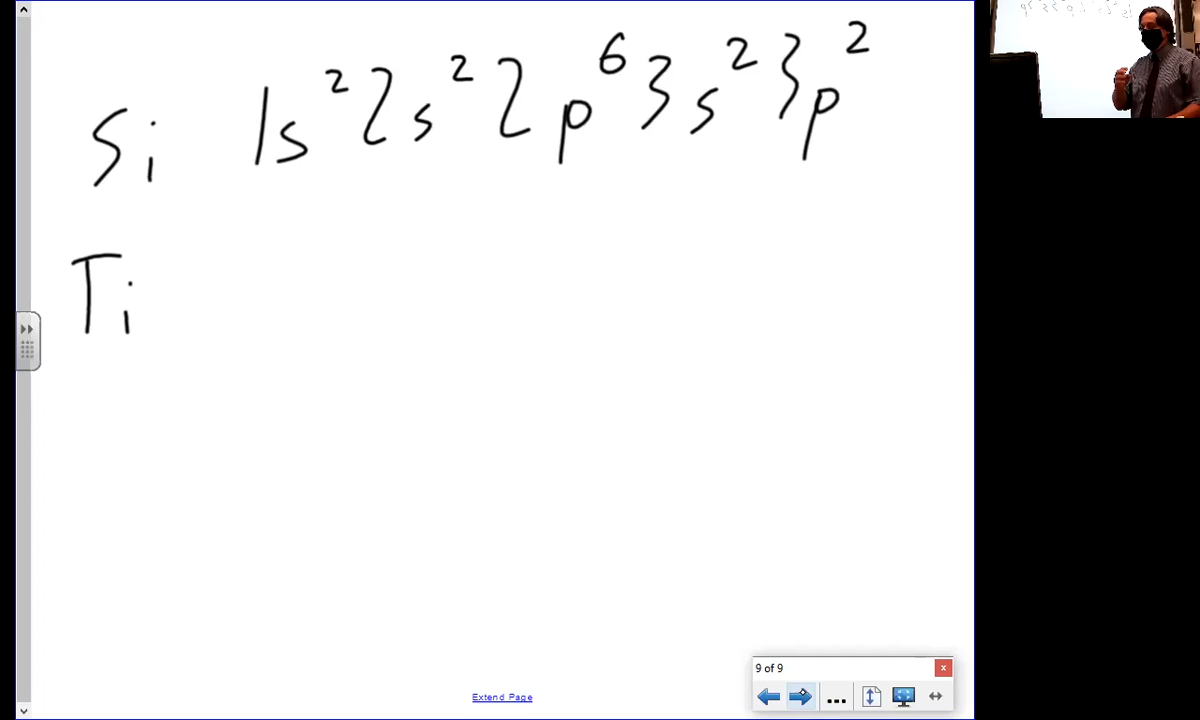 Si 1s²2s²2p⁶3s²3p²
Ti
Extend Page
9 of 9